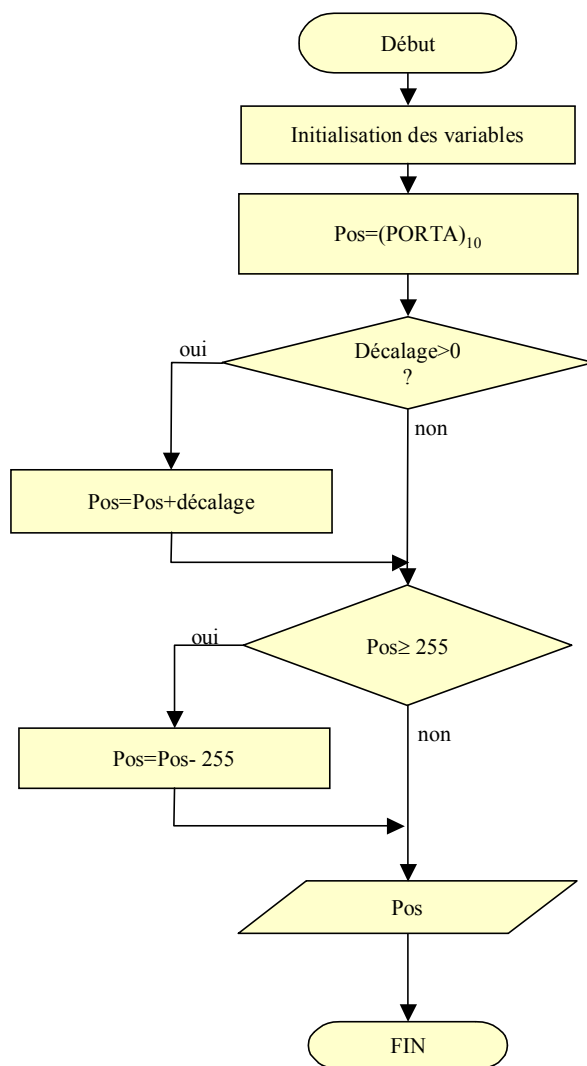 Début
Initialisation des variables
Pos=(PORTA)₁₀
oui
Décalage>0
?
non
Pos=Pos+décalage
oui
Pos≥ 255
non
Pos=Pos- 255
Pos
FIN